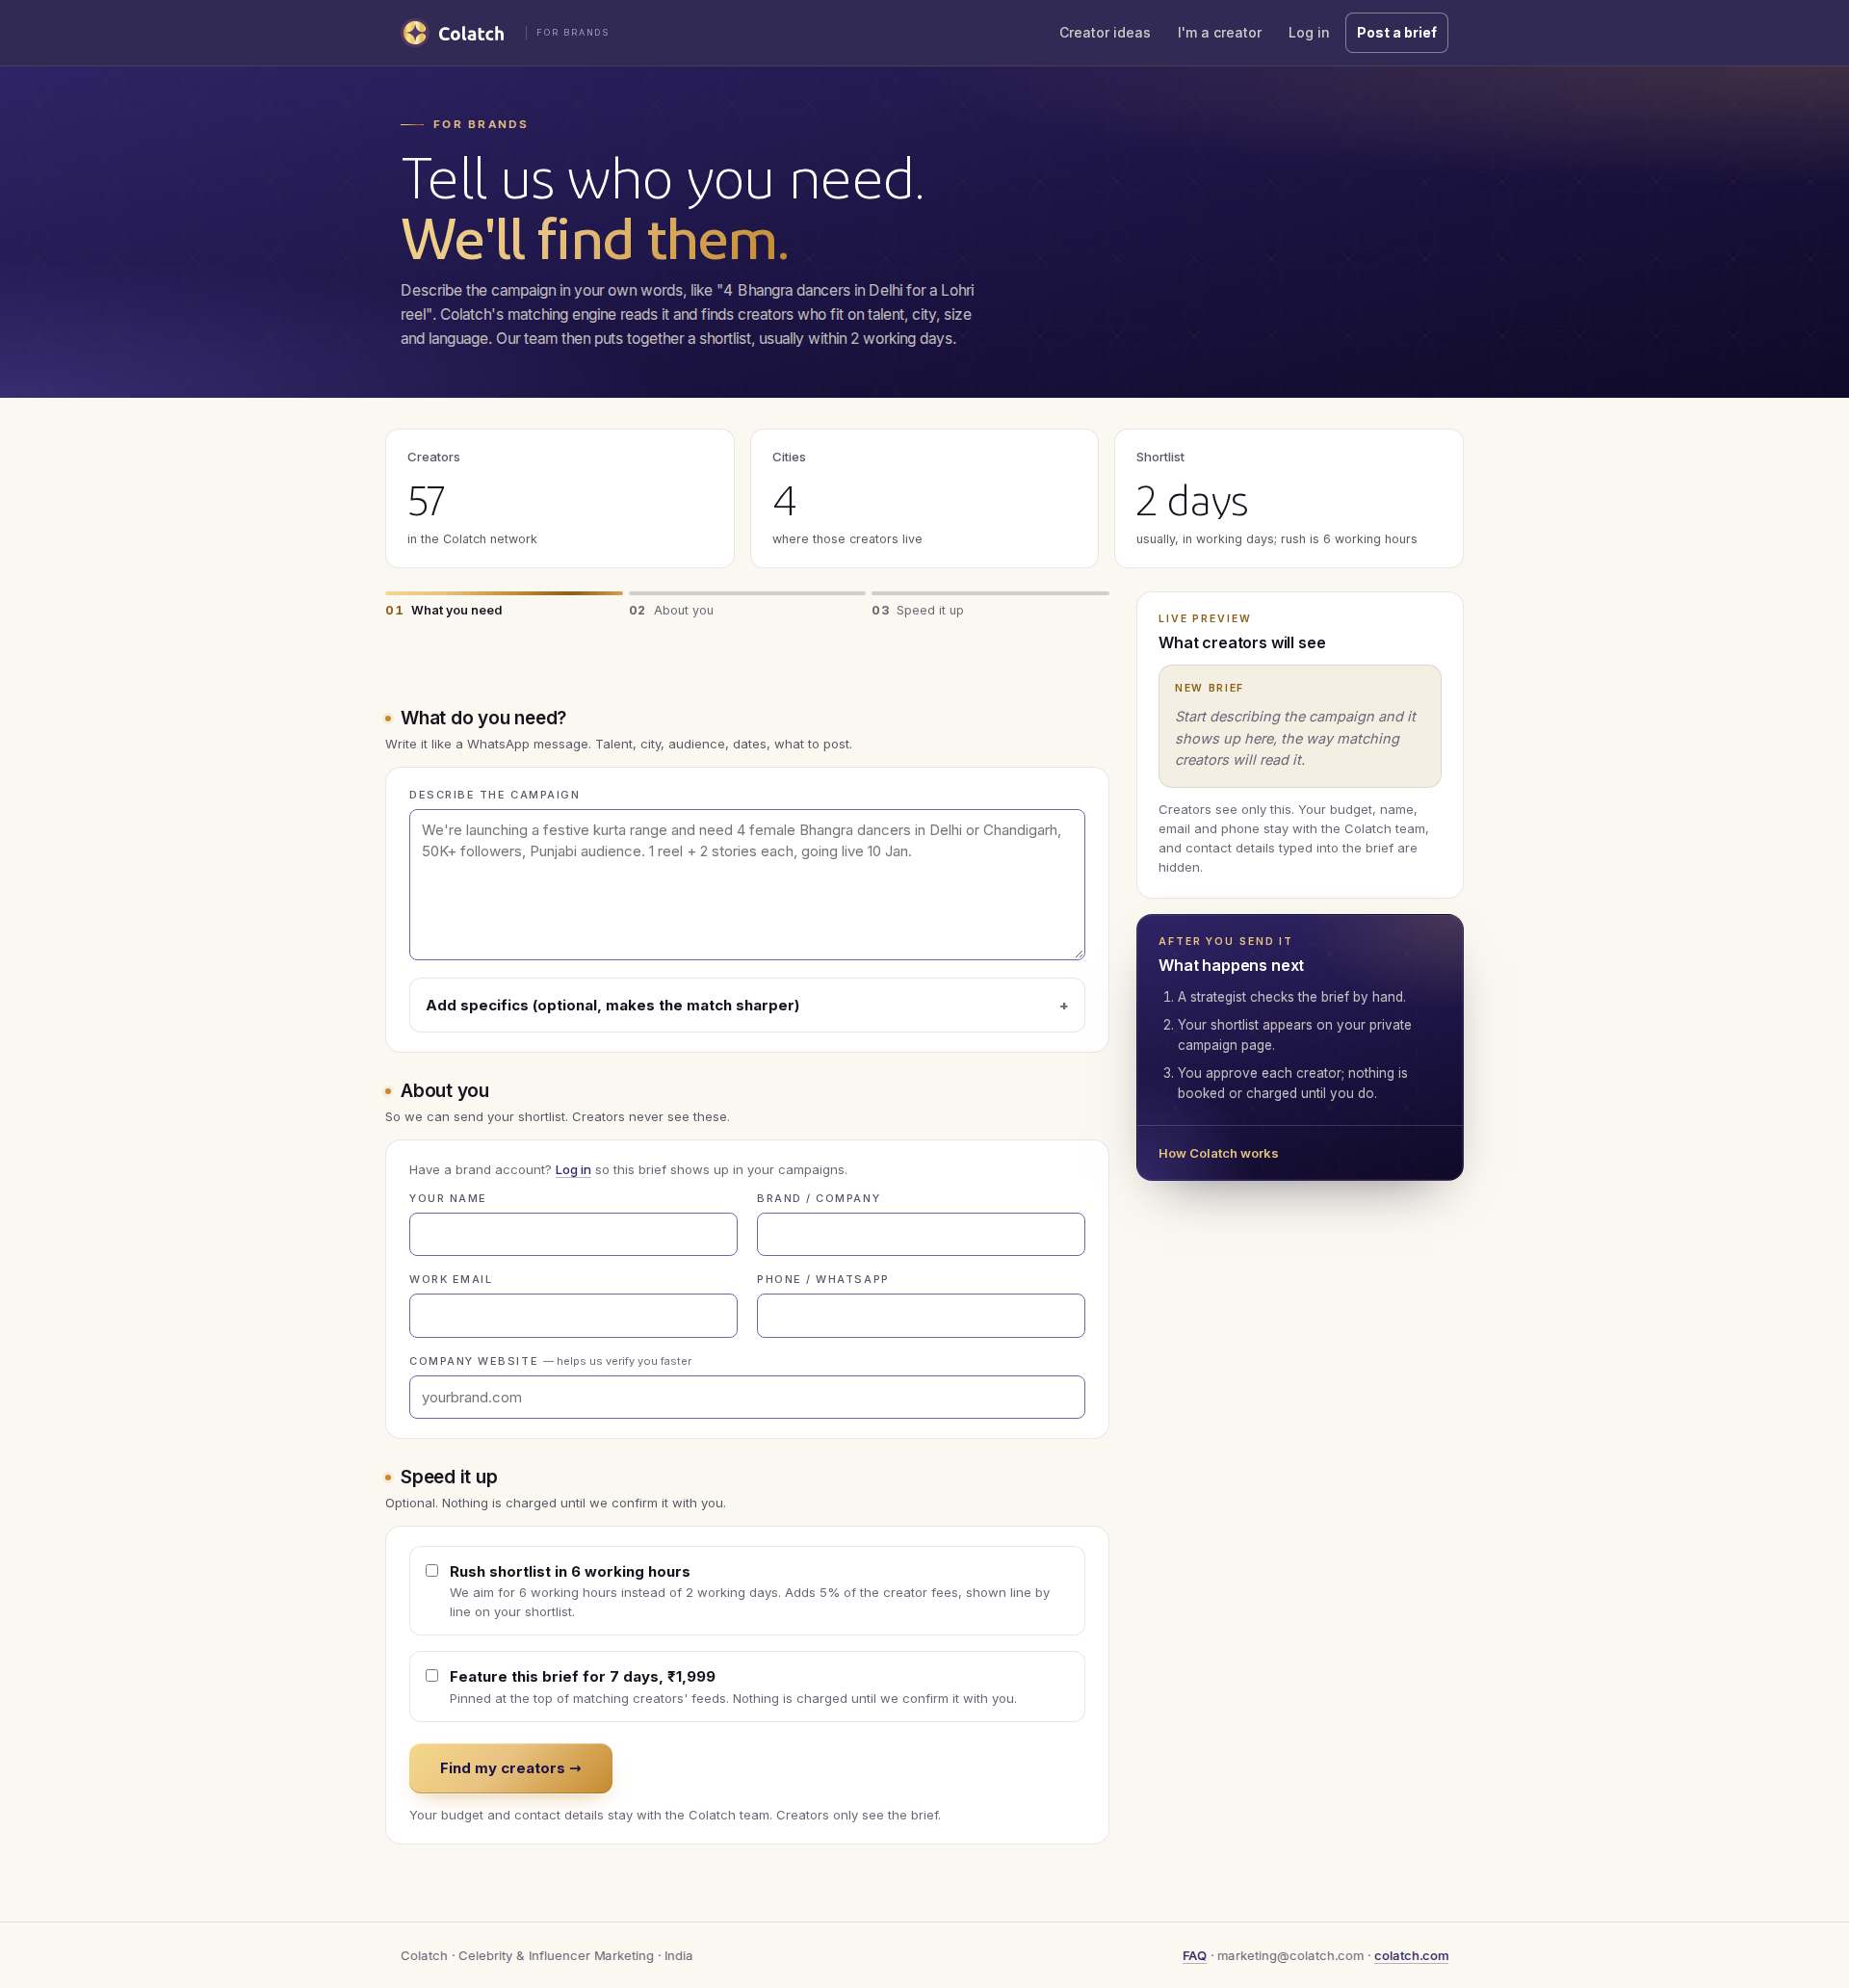 Colatch
FOR BRANDS
Creator ideas
I'm a creator
Log in
Post a brief
FOR BRANDS
Tell us who you need.
We'll find them.
Describe the campaign in your own words, like "4 Bhangra dancers in Delhi for a Lohri
reel". Colatch's matching engine reads it and finds creators who fit on talent, city, size
and language. Our team then puts together a shortlist, usually within 2 working days.
Creators
57
in the Colatch network
Cities
4
where those creators live
Shortlist
2 days
usually, in working days; rush is 6 working hours
01 What you need
02 About you
03 Speed it up
What do you need?
Write it like a WhatsApp message. Talent, city, audience, dates, what to post.
DESCRIBE THE CAMPAIGN
We're launching a festive kurta range and need 4 female Bhangra dancers in Delhi or Chandigarh,
50K+ followers, Punjabi audience. 1 reel + 2 stories each, going live 10 Jan.
Add specifics (optional, makes the match sharper) +
About you
So we can send your shortlist. Creators never see these.
Have a brand account? Log in so this brief shows up in your campaigns.
YOUR NAME
BRAND / COMPANY
WORK EMAIL
PHONE / WHATSAPP
COMPANY WEBSITE — helps us verify you faster
yourbrand.com
Speed it up
Optional. Nothing is charged until we confirm it with you.
Rush shortlist in 6 working hours
We aim for 6 working hours instead of 2 working days. Adds 5% of the creator fees, shown line by
line on your shortlist.
Feature this brief for 7 days, ₹1,999
Pinned at the top of matching creators' feeds. Nothing is charged until we confirm it with you.
Find my creators →
Your budget and contact details stay with the Colatch team. Creators only see the brief.
LIVE PREVIEW
What creators will see
NEW BRIEF
Start describing the campaign and it
shows up here, the way matching
creators will read it.
Creators see only this. Your budget, name,
email and phone stay with the Colatch team,
and contact details typed into the brief are
hidden.
AFTER YOU SEND IT
What happens next
1. A strategist checks the brief by hand.
2. Your shortlist appears on your private
campaign page.
3. You approve each creator; nothing is
booked or charged until you do.
How Colatch works
Colatch · Celebrity & Influencer Marketing · India
FAQ · marketing@colatch.com · colatch.com